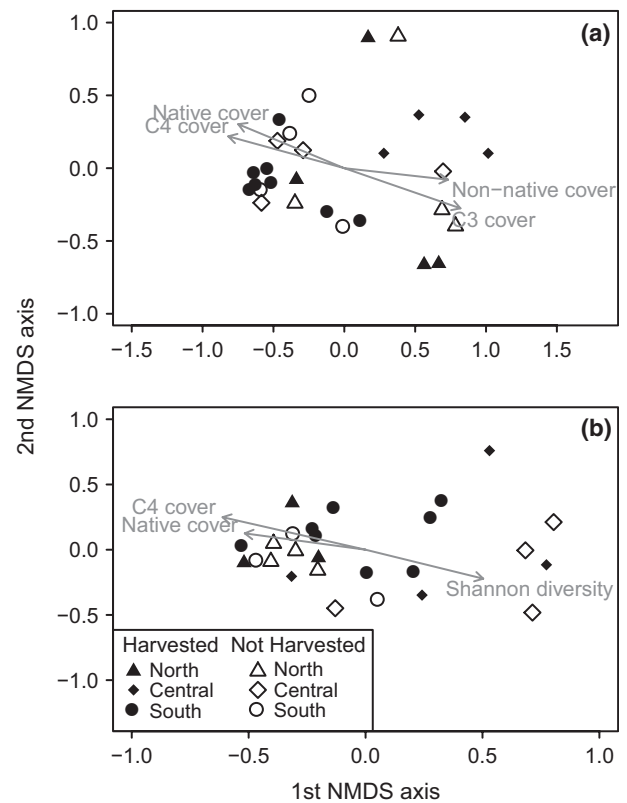 (a)
1.0
0.5
0.0
−0.5
−1.0
Native cover
C4 cover
Non-native cover
C3 cover
−1.5 −1.0 −0.5 0.0 0.5 1.0 1.5
2nd NMDS axis
(b)
1.0
0.5
0.0
−0.5
−1.0
C4 cover
Native cover
Shannon diversity
Harvested Not Harvested
North North
Central Central
South South
−1.0 −0.5 0.0 0.5 1.0
1st NMDS axis